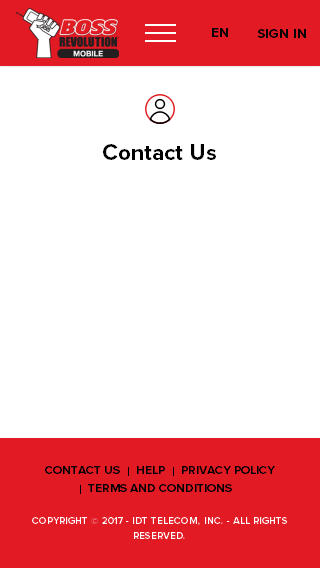 BOSS
REVOLUTION
MOBILE
EN
SIGN IN
Contact Us
CONTACT US | HELP | PRIVACY POLICY
| TERMS AND CONDITIONS
COPYRIGHT © 2017 - IDT TELECOM, INC. - ALL RIGHTS
RESERVED.